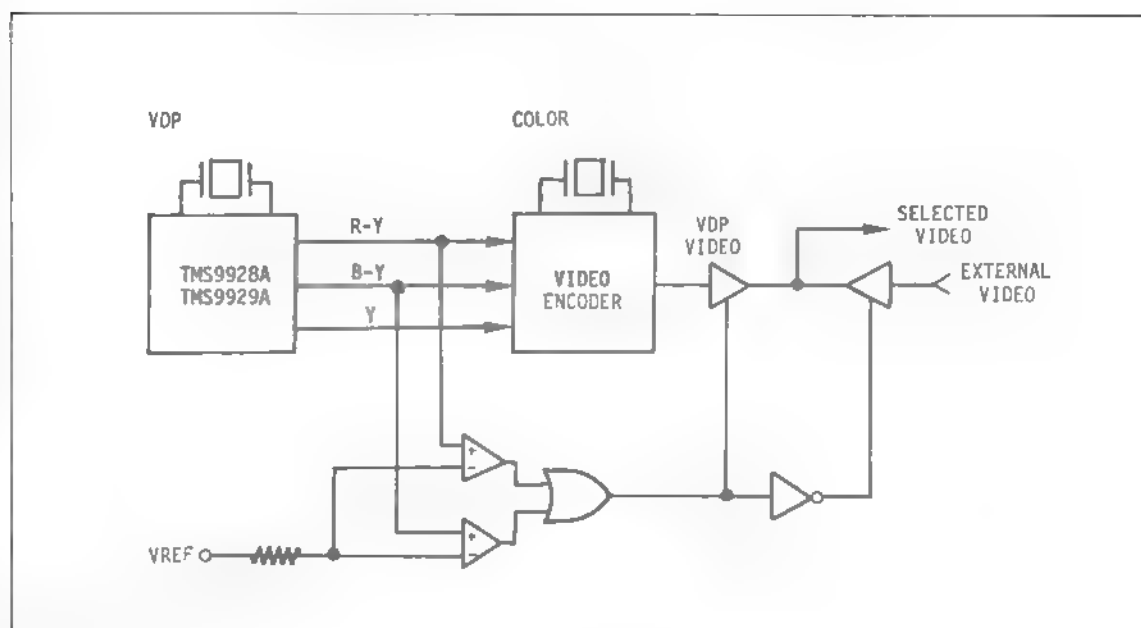 VDP
COLOR
TMS9928A
TMS9929A
R-Y
B-Y
Y
VIDEO
ENCODER
VDP
VIDEO
SELECTED
VIDEO
EXTERNAL
VIDEO
+
-
+
-
VREF